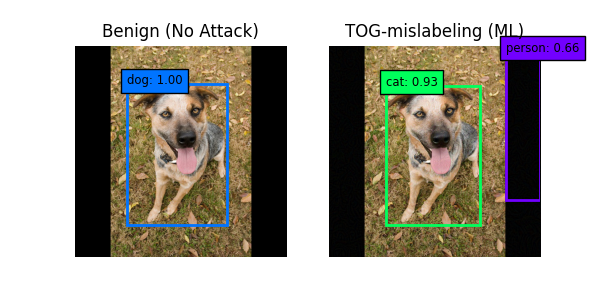 Benign (No Attack)
TOG-mislabeling (ML)
person: 0.66
dog: 1.00
cat: 0.93